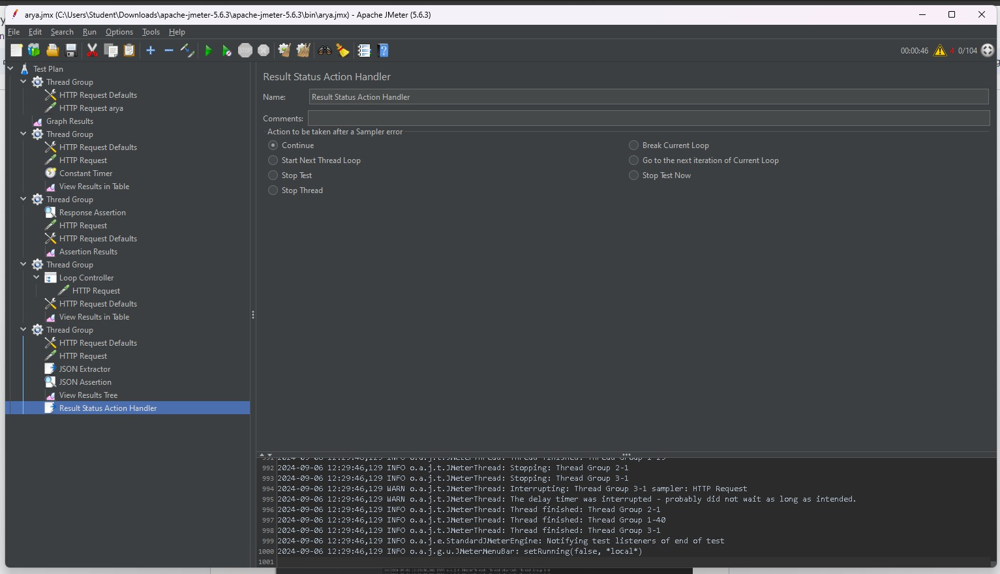 arya.jmx (C:\Users\Student\Downloads\apache-jmeter-5.6.3\apache-jmeter-5.6.3\bin\arya.jmx) - Apache JMeter (5.6.3)
File Edit Search Run Options Tools Help
00:00:46 4 0/104
Test Plan
Thread Group
HTTP Request Defaults
HTTP Request arya
Graph Results
Thread Group
HTTP Request Defaults
HTTP Request
Constant Timer
View Results in Table
Thread Group
Response Assertion
HTTP Request
HTTP Request Defaults
Assertion Results
Thread Group
Loop Controller
HTTP Request
HTTP Request Defaults
View Results in Table
Thread Group
HTTP Request Defaults
HTTP Request
JSON Extractor
JSON Assertion
View Results Tree
Result Status Action Handler
Result Status Action Handler
Name: Result Status Action Handler
Comments:
Action to be taken after a Sampler error
Continue Break Current Loop
Start Next Thread Loop Go to the next iteration of Current Loop
Stop Test Stop Test Now
Stop Thread
991 2024-09-06 12:29:46,129 INFO o.a.j.t.JMeterThread: Thread finished: Thread Group 1-29
992 2024-09-06 12:29:46,129 INFO o.a.j.t.JMeterThread: Stopping: Thread Group 2-1
993 2024-09-06 12:29:46,129 INFO o.a.j.t.JMeterThread: Stopping: Thread Group 3-1
994 2024-09-06 12:29:46,129 WARN o.a.j.t.JMeterThread: Interrupting: Thread Group 3-1 sampler: HTTP Request
995 2024-09-06 12:29:46,129 WARN o.a.j.t.JMeterThread: The delay timer was interrupted - probably did not wait as long as intended.
996 2024-09-06 12:29:46,129 INFO o.a.j.t.JMeterThread: Thread finished: Thread Group 2-1
997 2024-09-06 12:29:46,129 INFO o.a.j.t.JMeterThread: Thread finished: Thread Group 1-40
998 2024-09-06 12:29:46,129 INFO o.a.j.t.JMeterThread: Thread finished: Thread Group 3-1
999 2024-09-06 12:29:46,129 INFO o.a.j.e.StandardJMeterEngine: Notifying test listeners of end of test
1000 2024-09-06 12:29:46,129 INFO o.a.j.g.u.JMeterMenuBar: setRunning(false, *local*)
1001